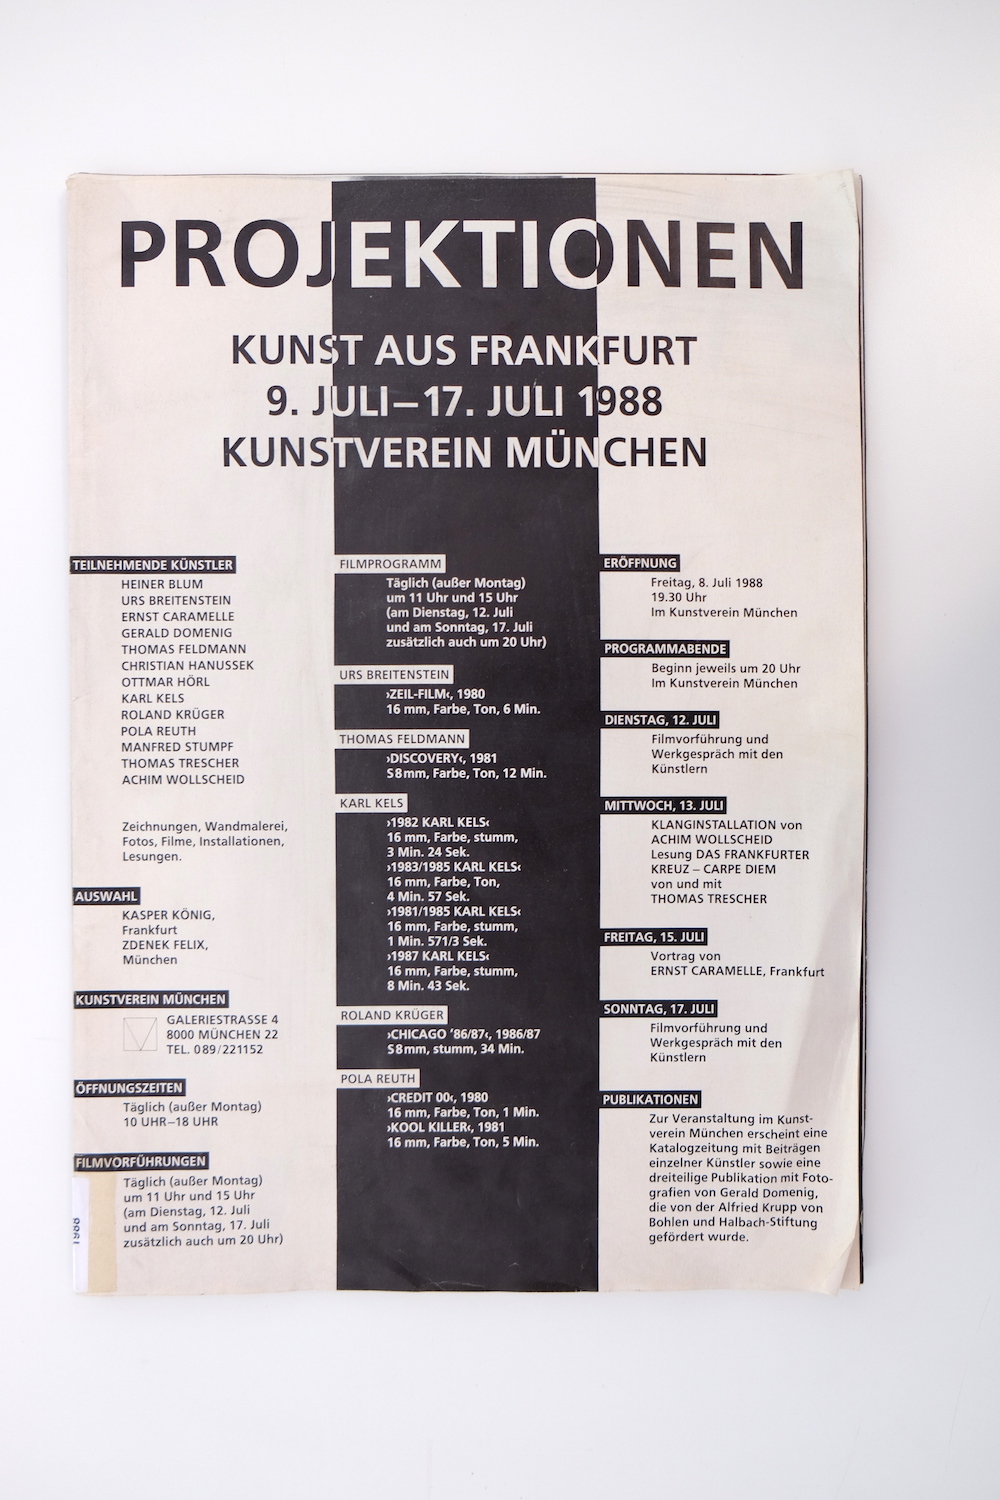 PROJEKTIONEN
KUNST AUS FRANKFURT
9. JULI–17. JULI 1988
KUNSTVEREIN MÜNCHEN
TEILNEHMENDE KÜNSTLER
HEINER BLUM
URS BREITENSTEIN
ERNST CARAMELLE
GERALD DOMENIG
THOMAS FELDMANN
CHRISTIAN HANUSSEK
OTTMAR HÖRL
KARL KELS
ROLAND KRÜGER
POLA REUTH
MANFRED STUMPF
THOMAS TRESCHER
ACHIM WOLLSCHEID
Zeichnungen, Wandmalerei,
Fotos, Filme, Installationen,
Lesungen.
AUSWAHL
KASPER KÖNIG,
Frankfurt
ZDENEK FELIX,
München
KUNSTVEREIN MÜNCHEN
GALERIESTRASSE 4
8000 MÜNCHEN 22
TEL. 089/221152
ÖFFNUNGSZEITEN
Täglich (außer Montag)
10 UHR–18 UHR
FILMVORFÜHRUNGEN
Täglich (außer Montag)
um 11 Uhr und 15 Uhr
(am Dienstag, 12. Juli
und am Sonntag, 17. Juli
zusätzlich auch um 20 Uhr)
1988
FILMPROGRAMM
Täglich (außer Montag)
um 11 Uhr und 15 Uhr
(am Dienstag, 12. Juli
und am Sonntag, 17. Juli
zusätzlich auch um 20 Uhr)
URS BREITENSTEIN
›ZEIL-FILM‹, 1980
16 mm, Farbe, Ton, 6 Min.
THOMAS FELDMANN
›DISCOVERY‹, 1981
S8mm, Farbe, Ton, 12 Min.
KARL KELS
›1982 KARL KELS‹
16 mm, Farbe, stumm,
3 Min. 24 Sek.
›1983/1985 KARL KELS‹
16 mm, Farbe, Ton,
4 Min. 57 Sek.
›1981/1985 KARL KELS‹
16 mm, Farbe, stumm,
1 Min. 571/3 Sek.
›1987 KARL KELS‹
16 mm, Farbe, stumm,
8 Min. 43 Sek.
ROLAND KRÜGER
›CHICAGO ’86/87‹, 1986/87
S8mm, stumm, 34 Min.
POLA REUTH
›CREDIT 00‹, 1980
16 mm, Farbe, Ton, 1 Min.
›KOOL KILLER‹, 1981
16 mm, Farbe, Ton, 5 Min.
ERÖFFNUNG
Freitag, 8. Juli 1988
19.30 Uhr
Im Kunstverein München
PROGRAMMABENDE
Beginn jeweils um 20 Uhr
Im Kunstverein München
DIENSTAG, 12. JULI
Filmvorführung und
Werkgespräch mit den
Künstlern
MITTWOCH, 13. JULI
KLANGINSTALLATION von
ACHIM WOLLSCHEID
Lesung DAS FRANKFURTER
KREUZ – CARPE DIEM
von und mit
THOMAS TRESCHER
FREITAG, 15. JULI
Vortrag von
ERNST CARAMELLE, Frankfurt
SONNTAG, 17. JULI
Filmvorführung und
Werkgespräch mit den
Künstlern
PUBLIKATIONEN
Zur Veranstaltung im Kunst-
verein München erscheint eine
Katalogzeitung mit Beiträgen
einzelner Künstler sowie eine
dreiteilige Publikation mit Foto-
grafien von Gerald Domenig,
die von der Alfried Krupp von
Bohlen und Halbach-Stiftung
gefördert wurde.